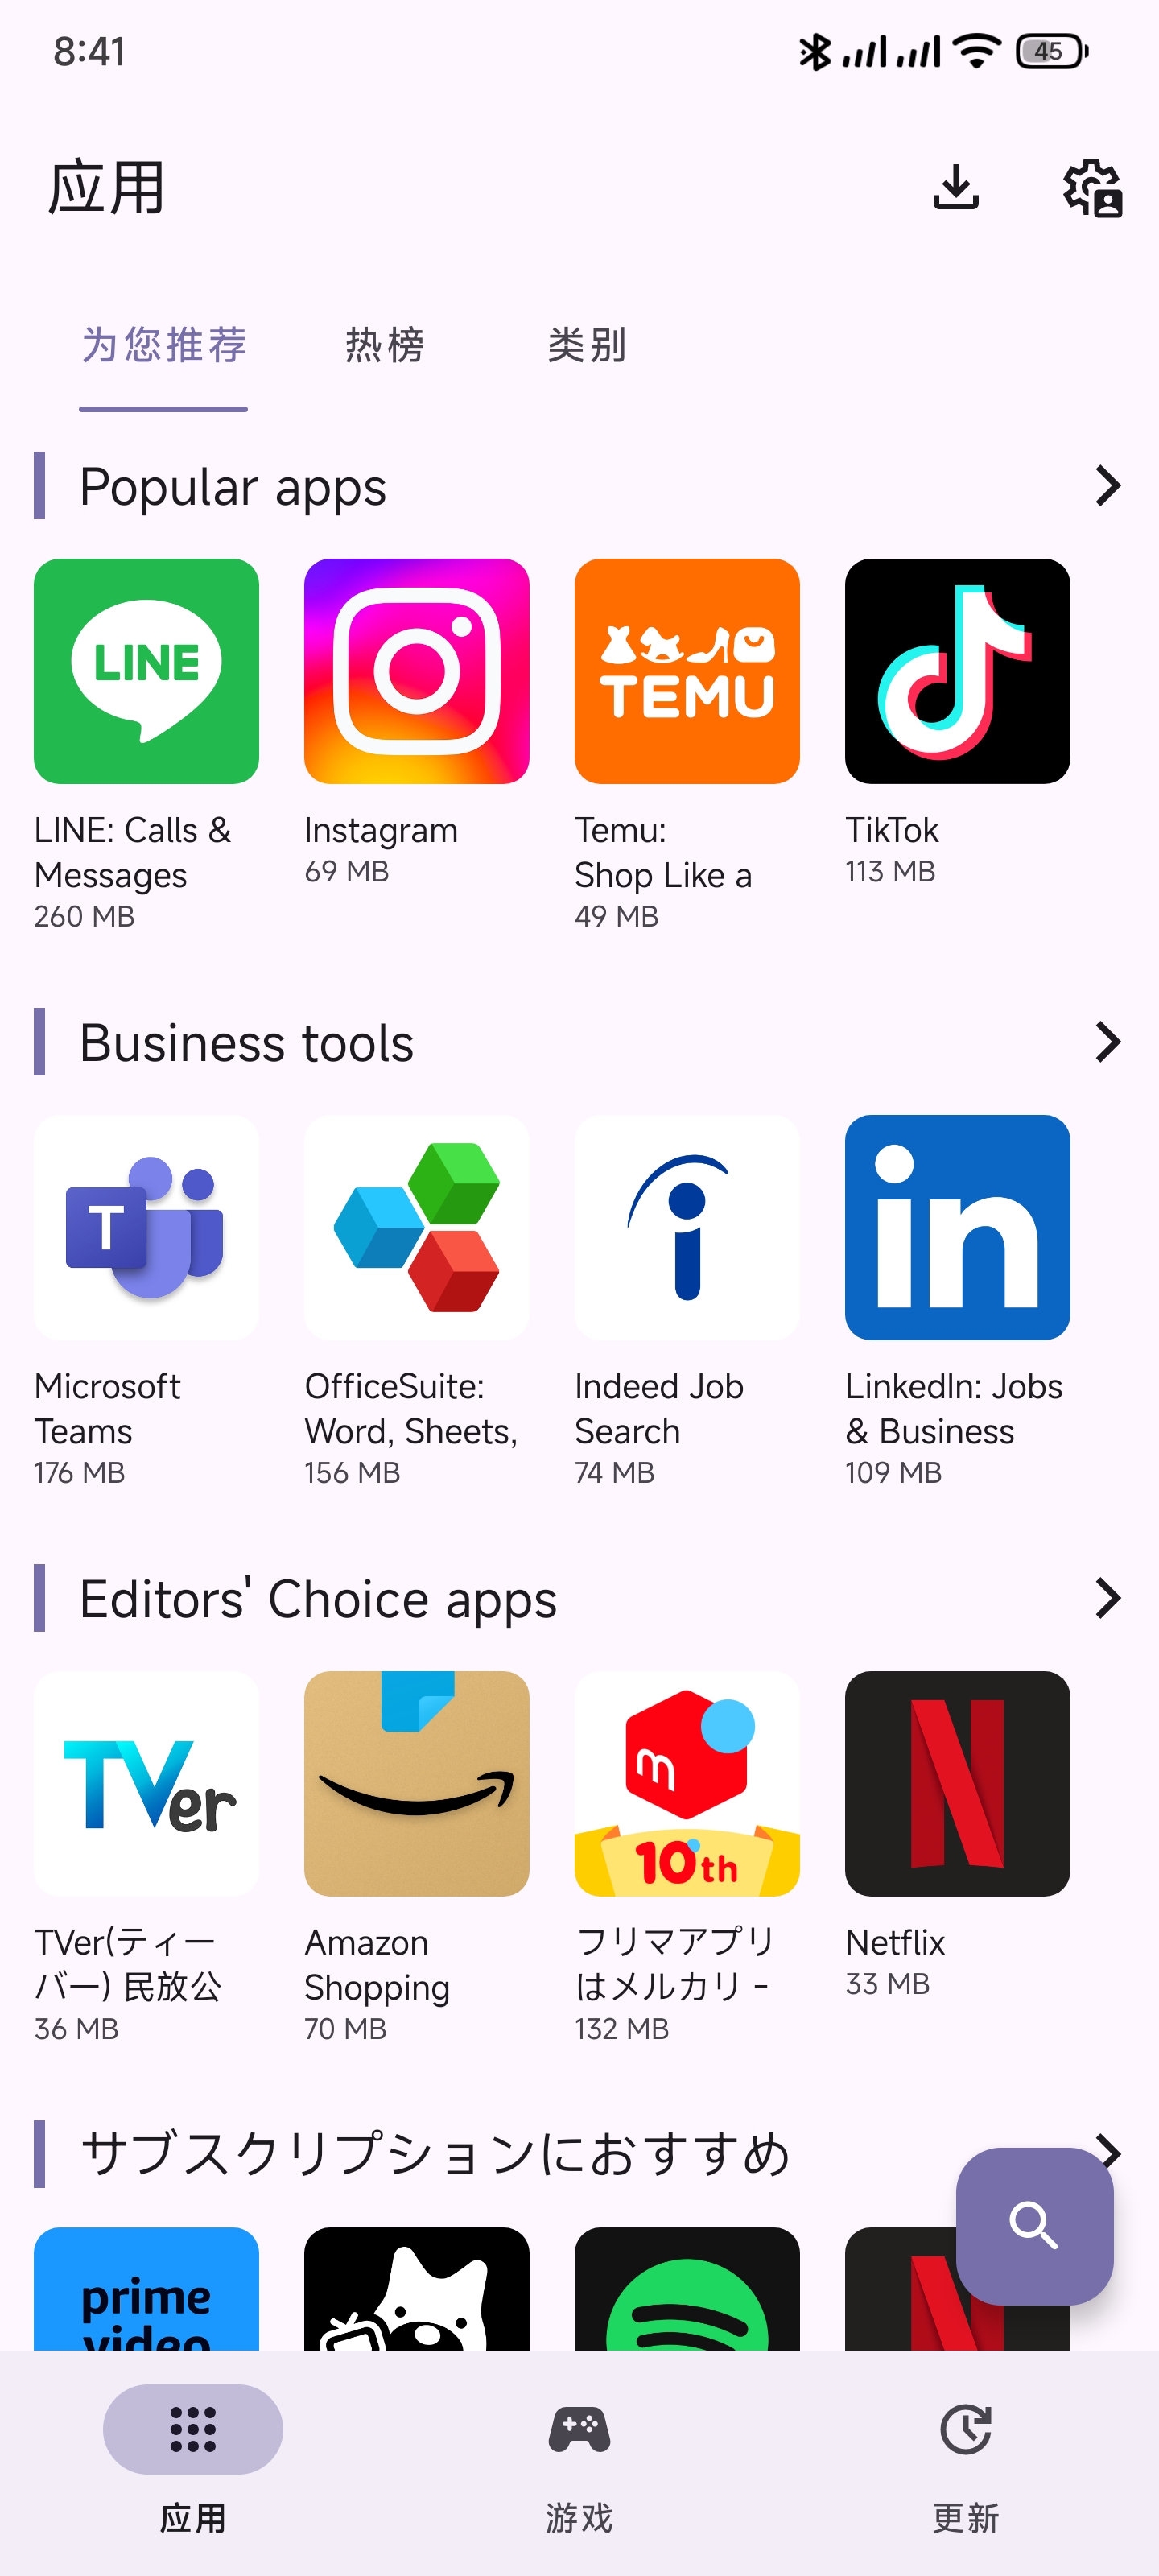 8:41
45
应用
为您推荐
热榜
类别
Popular apps
LINE
TEMU
LINE: Calls &
Messages
260 MB
Instagram
69 MB
Temu:
Shop Like a
49 MB
TikTok
113 MB
Business tools
T
in
Microsoft
Teams
176 MB
OfficeSuite:
Word, Sheets,
156 MB
Indeed Job
Search
74 MB
LinkedIn: Jobs
& Business
109 MB
Editors' Choice apps
TVer
m
10th
N
TVer(ティー
バー) 民放公
36 MB
Amazon
Shopping
70 MB
フリマアプリ
はメルカリ -
132 MB
Netflix
33 MB
サブスクリプションにおすすめ
prime
video
应用
游戏
更新